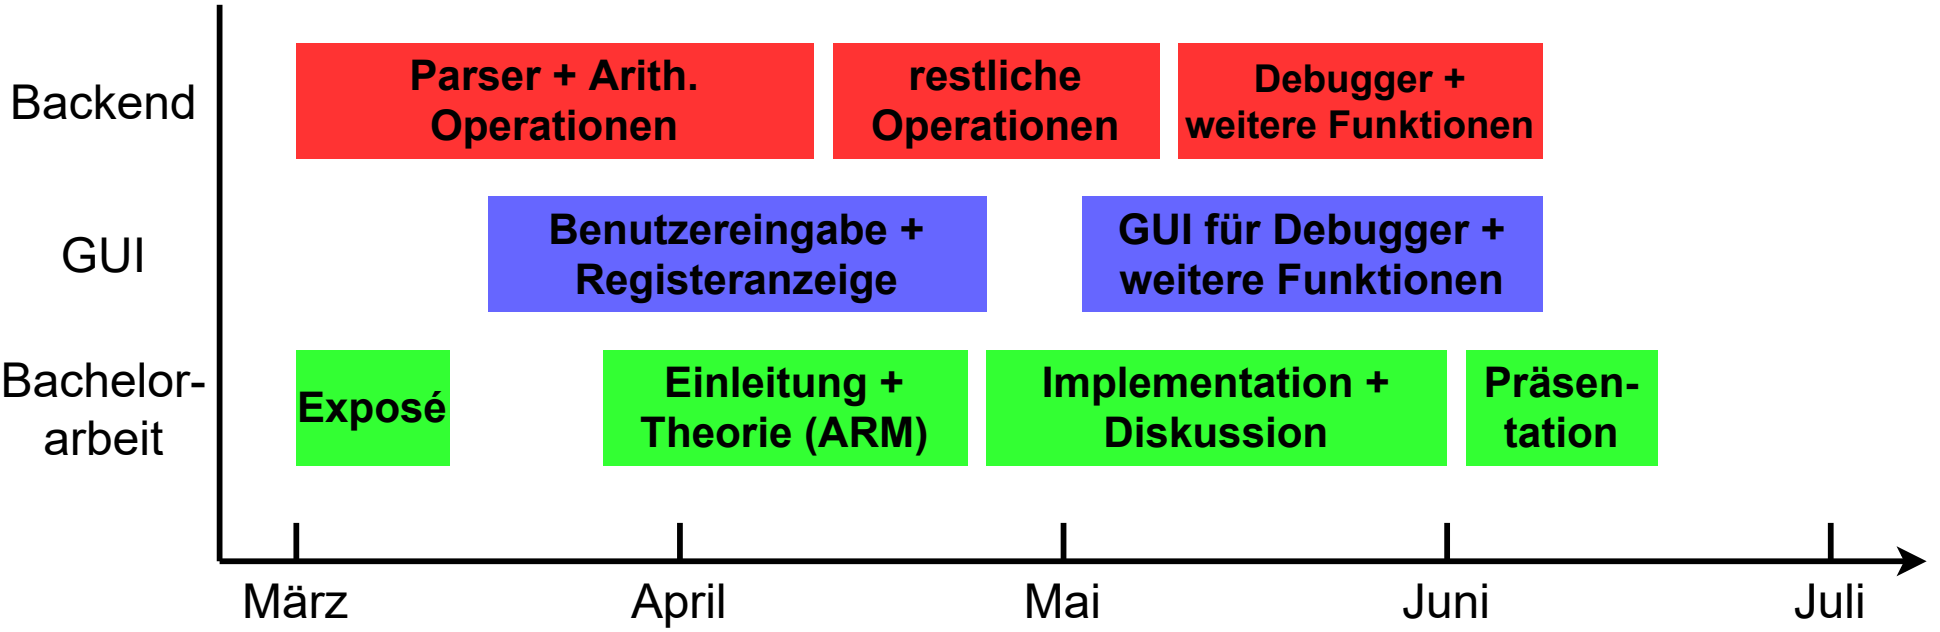 Backend
Parser + Arith.
Operationen
restliche
Operationen
Debugger +
weitere Funktionen
GUI
Benutzereingabe +
Registeranzeige
GUI für Debugger +
weitere Funktionen
Bachelor-
arbeit
Exposé
Einleitung +
Theorie (ARM)
Implementation +
Diskussion
Präsen-
tation
März
April
Mai
Juni
Juli